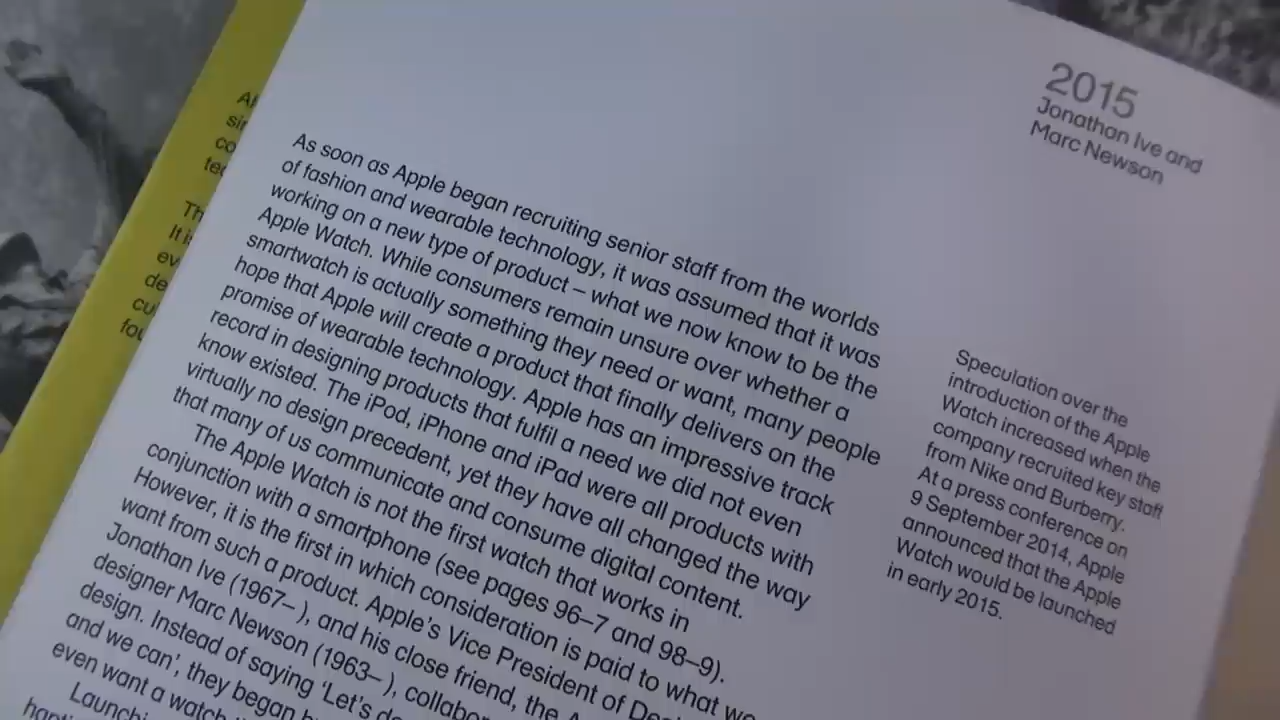 2015
Jonathan Ive and
Marc Newson
As soon as Apple began recruiting senior staff from the worlds
of fashion and wearable technology, it was assumed that it was
working on a new type of product – what we now know to be the
Apple Watch. While consumers remain unsure over whether a
smartwatch is actually something they need or want, many people
hope that Apple will create a product that finally delivers on the
promise of wearable technology. Apple has an impressive track
record in designing products that fulfil a need we did not even
know existed. The iPod, iPhone and iPad were all products with
virtually no design precedent, yet they have all changed the way
that many of us communicate and consume digital content.
The Apple Watch is not the first watch that works in
conjunction with a smartphone (see pages 96–7 and 98–9).
However, it is the first in which consideration is paid to what we
want from such a product. Apple's Vice President of
Jonathan Ive (1967– ), and his close friend, the
designer Marc Newson (1963– ),
design. Instead of saying 'Let's
and we can', they began
even want a watch
Speculation over the
introduction of the Apple
Watch increased when the
company recruited key staff
from Nike and Burberry.
At a press conference on
9 September 2014, Apple
announced that the Apple
Watch would be launched
in early 2015.